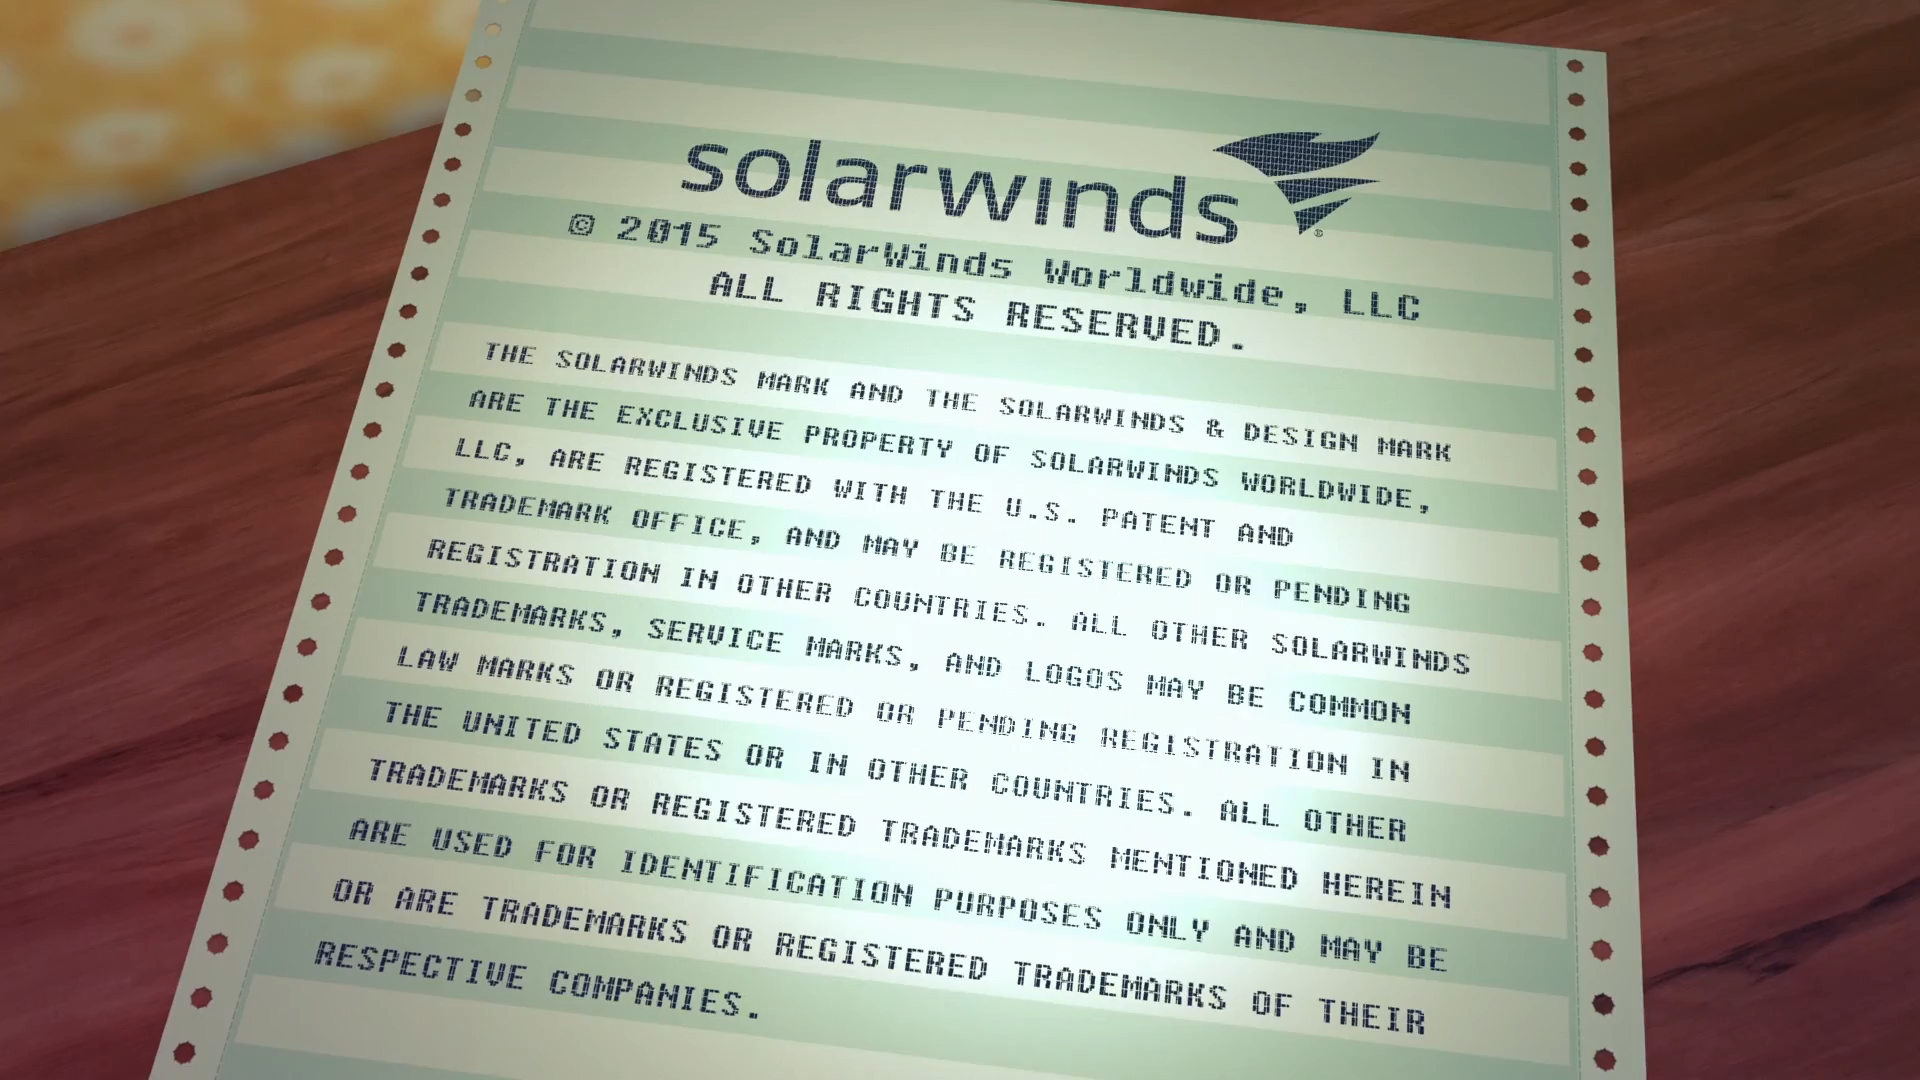 solarwinds®
© 2015 SolarWinds Worldwide, LLC
ALL RIGHTS RESERVED.
THE SOLARWINDS MARK AND THE SOLARWINDS & DESIGN MARK
ARE THE EXCLUSIVE PROPERTY OF SOLARWINDS WORLDWIDE,
LLC, ARE REGISTERED WITH THE U.S. PATENT AND
TRADEMARK OFFICE, AND MAY BE REGISTERED OR PENDING
REGISTRATION IN OTHER COUNTRIES. ALL OTHER SOLARWINDS
TRADEMARKS, SERVICE MARKS, AND LOGOS MAY BE COMMON
LAW MARKS OR REGISTERED OR PENDING REGISTRATION IN
THE UNITED STATES OR IN OTHER COUNTRIES. ALL OTHER
TRADEMARKS OR REGISTERED TRADEMARKS MENTIONED HEREIN
ARE USED FOR IDENTIFICATION PURPOSES ONLY AND MAY BE
OR ARE TRADEMARKS OR REGISTERED TRADEMARKS OF THEIR
RESPECTIVE COMPANIES.